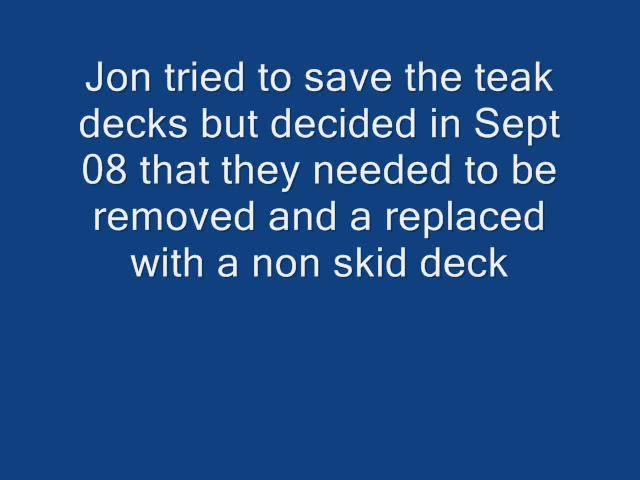 Jon tried to save the teak
decks but decided in Sept
08 that they needed to be
removed and a replaced
with a non skid deck